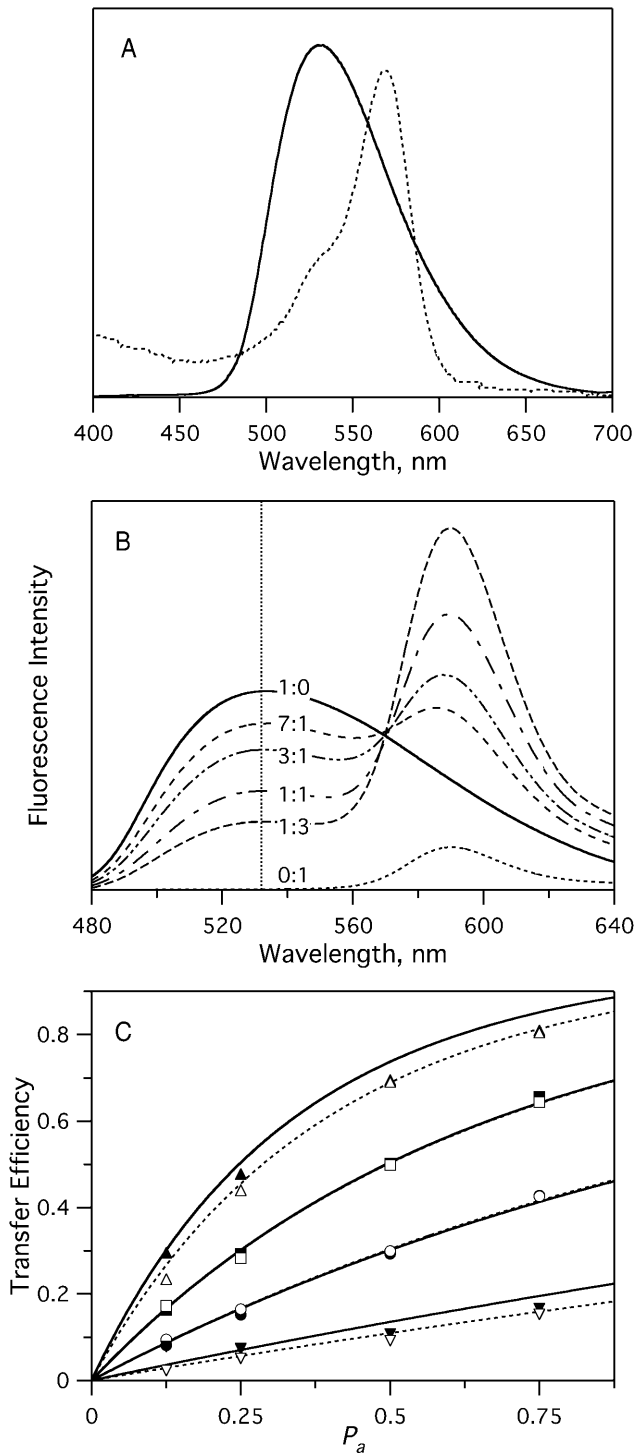 A
400 450 500 550 600 650 700
Wavelength, nm
B
Fluorescence Intensity
1:0
7:1
3:1
1:1
1:3
0:1
480 520 560 600 640
Wavelength, nm
C
Transfer Efficiency
0.8
0.6
0.4
0.2
0
0 0.25 0.5 0.75
Pa